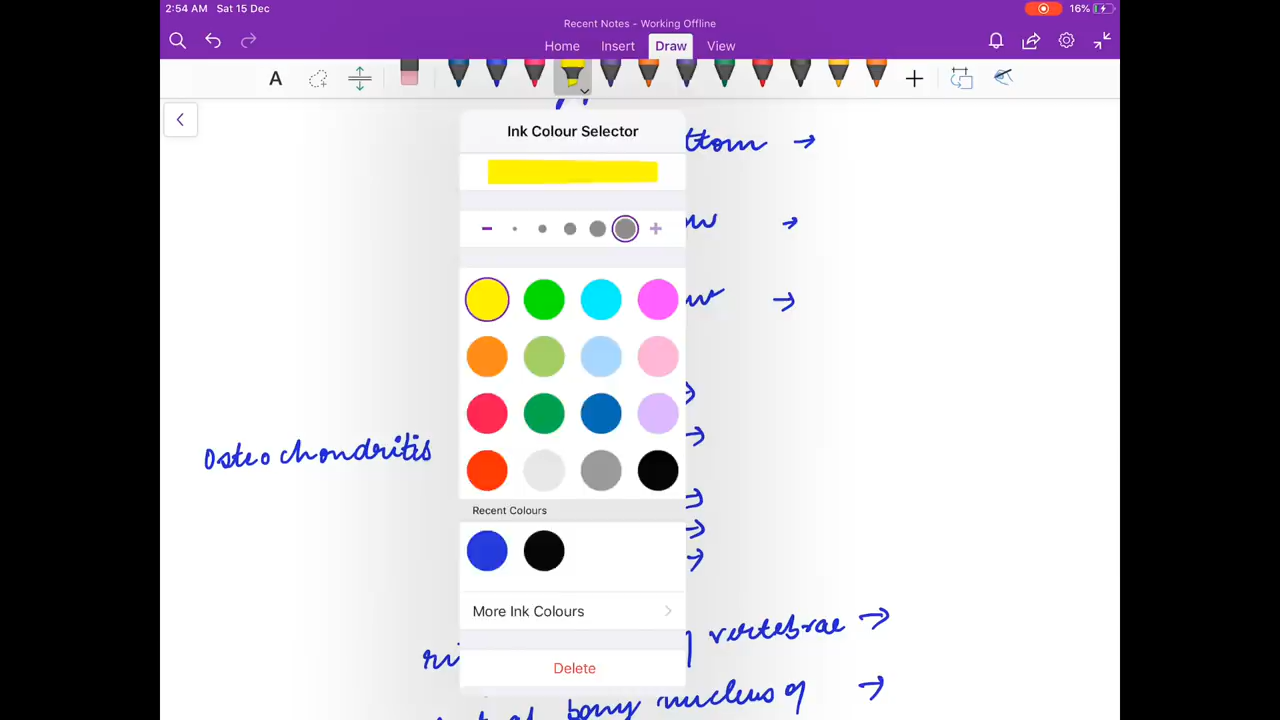 2:54 AM Sat 15 Dec
16%
Recent Notes - Working Offline
Home Insert Draw View
A
Ink Colour Selector
ttom →
w →
→
→
Osteochondritis →
→
→
→
Recent Colours
More Ink Colours
vertebrae →
Delete
bony nucleus of →